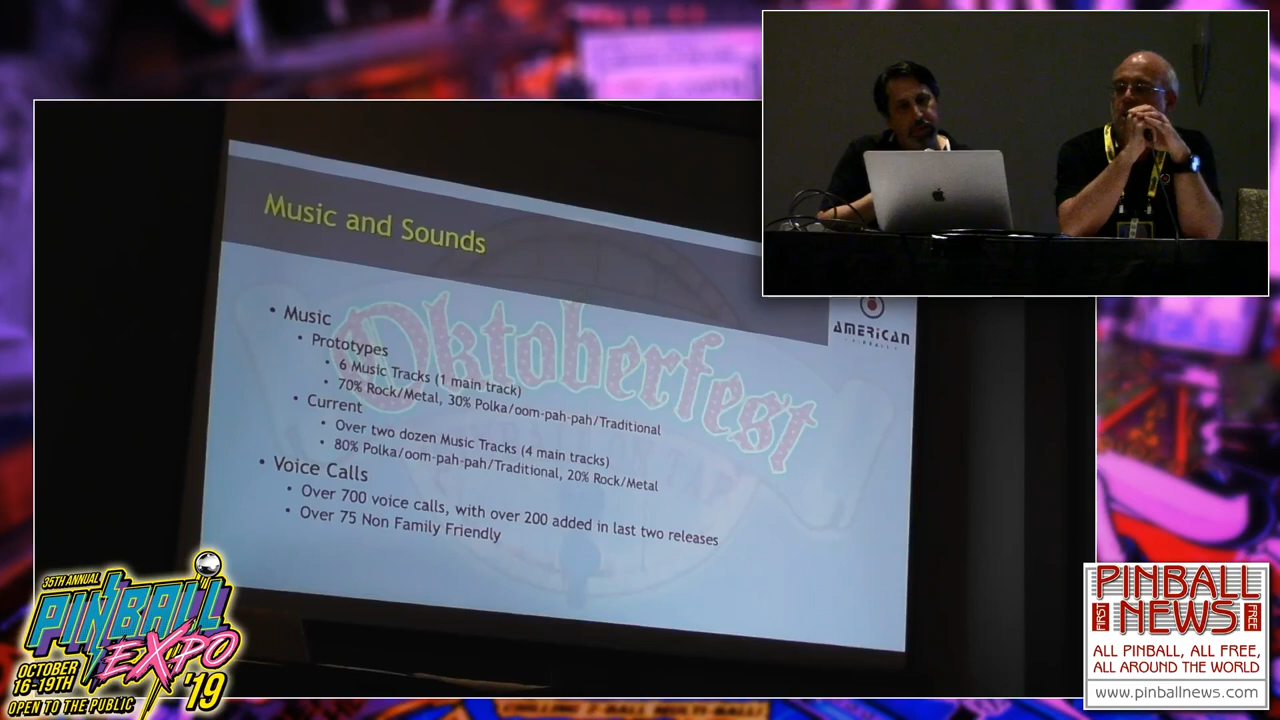 Music and Sounds
• Music
• Prototypes
• 6 Music Tracks (1 main track)
• 70% Rock/Metal, 30% Polka/oom-pah-pah/Traditional
• Current
• Over two dozen Music Tracks (4 main tracks)
• 80% Polka/oom-pah-pah/Traditional, 20% Rock/Metal
• Voice Calls
• Over 700 voice calls, with over 200 added in last two releases
• Over 75 Non Family Friendly
Oktoberfest
AMERICAN
PINBALL
35TH ANNUAL
PINBALL
EXPO
OCTOBER
16-19TH
'19
OPEN TO THE PUBLIC
PINBALL
FIRST NEWS FREE
ALL PINBALL, ALL FREE,
ALL AROUND THE WORLD
www.pinballnews.com